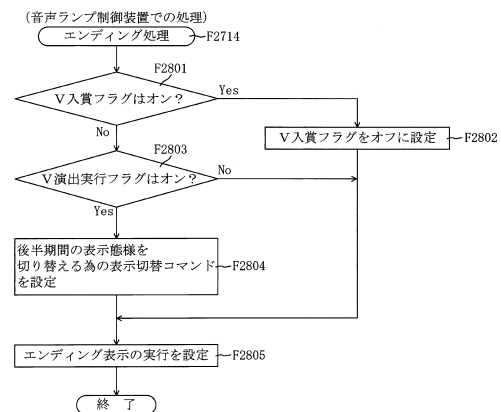 (音声ランプ制御装置での処理)
エンディング処理 F2714
F2801
V入賞フラグはオン? Yes
No
V入賞フラグをオフに設定 F2802
F2803
V演出実行フラグはオン? No
Yes
後半期間の表示態様を
切り替える為の表示切替コマンド
を設定 F2804
エンディング表示の実行を設定 F2805
終 了